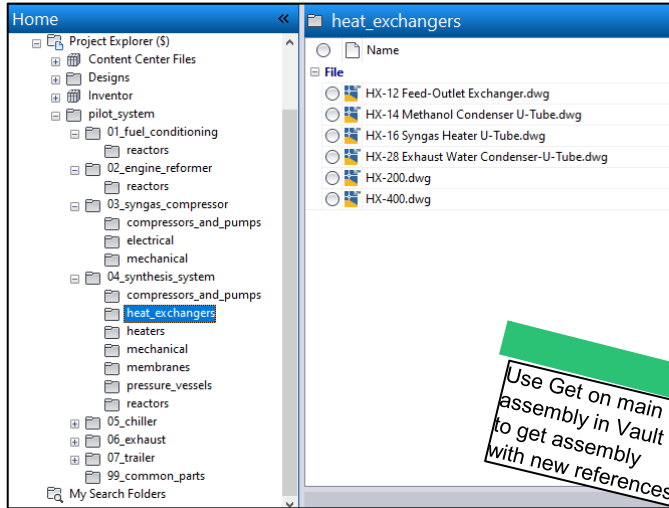 Home
Project Explorer ($)
Content Center Files
Designs
Inventor
pilot_system
01_fuel_conditioning
reactors
02_engine_reformer
reactors
03_syngas_compressor
compressors_and_pumps
electrical
mechanical
04_synthesis_system
compressors_and_pumps
heat_exchangers
heaters
mechanical
membranes
pressure_vessels
reactors
05_chiller
06_exhaust
07_trailer
99_common_parts
My Search Folders
heat_exchangers
Name
File
HX-12 Feed-Outlet Exchanger.dwg
HX-14 Methanol Condenser U-Tube.dwg
HX-16 Syngas Heater U-Tube.dwg
HX-28 Exhaust Water Condenser-U-Tube.dwg
HX-200.dwg
HX-400.dwg
Use Get on main
assembly in Vault
to get assembly
with new references